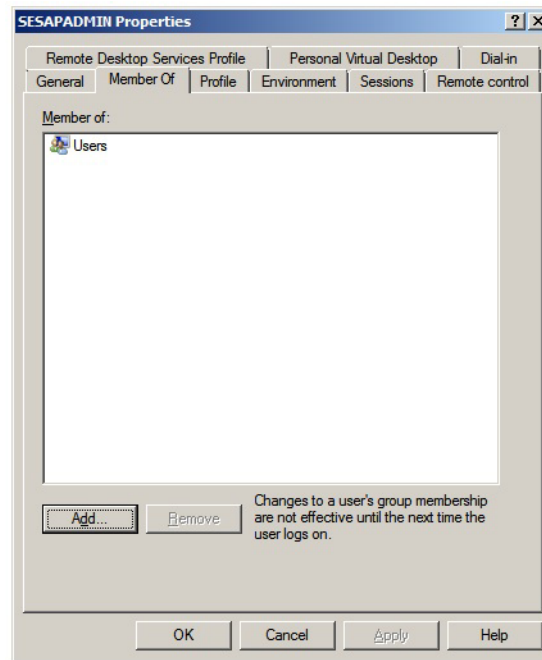 SESAPADMIN Properties
Remote Desktop Services Profile Personal Virtual Desktop Dial-in
General Member Of Profile Environment Sessions Remote control
Member of:
Users
Add... Remove
Changes to a user's group membership
are not effective until the next time the
user logs on.
OK Cancel Apply Help